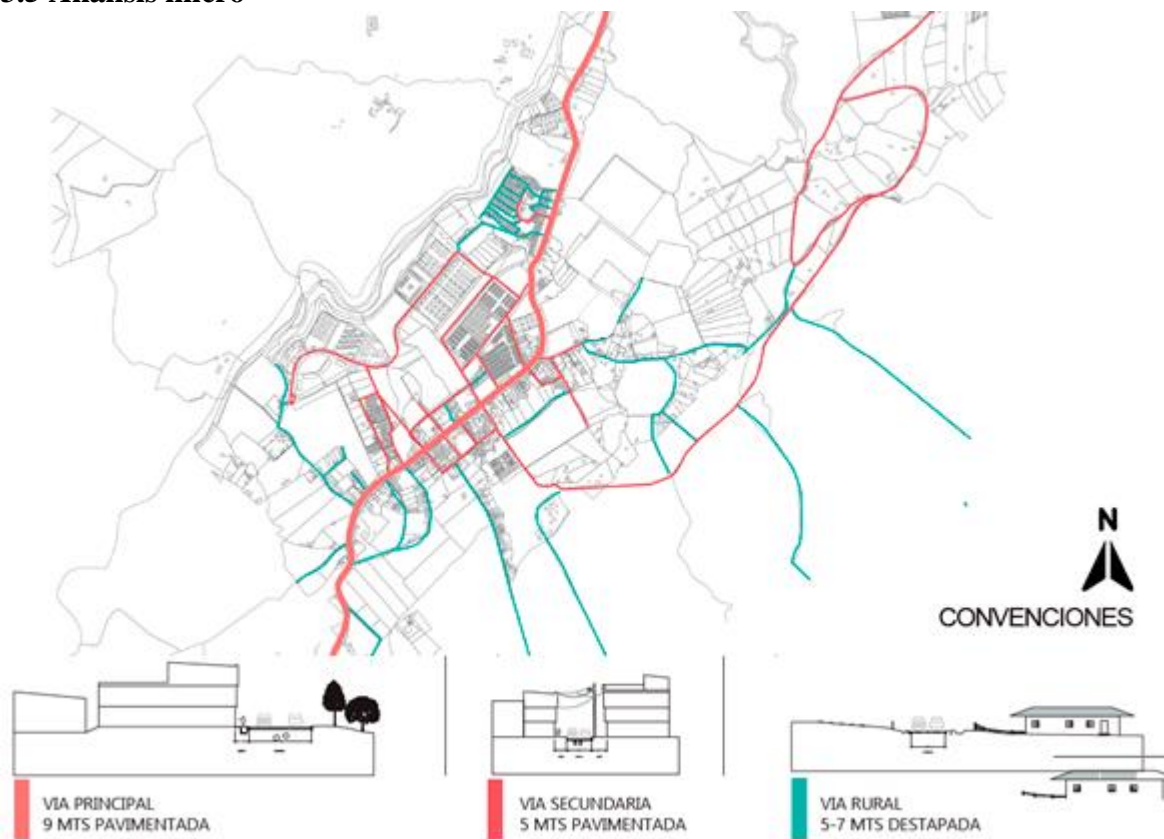 N
CONVENCIONES
VIA PRINCIPAL
9 MTS PAVIMENTADA
VIA SECUNDARIA
5 MTS PAVIMENTADA
VIA RURAL
5-7 MTS DESTAPADA